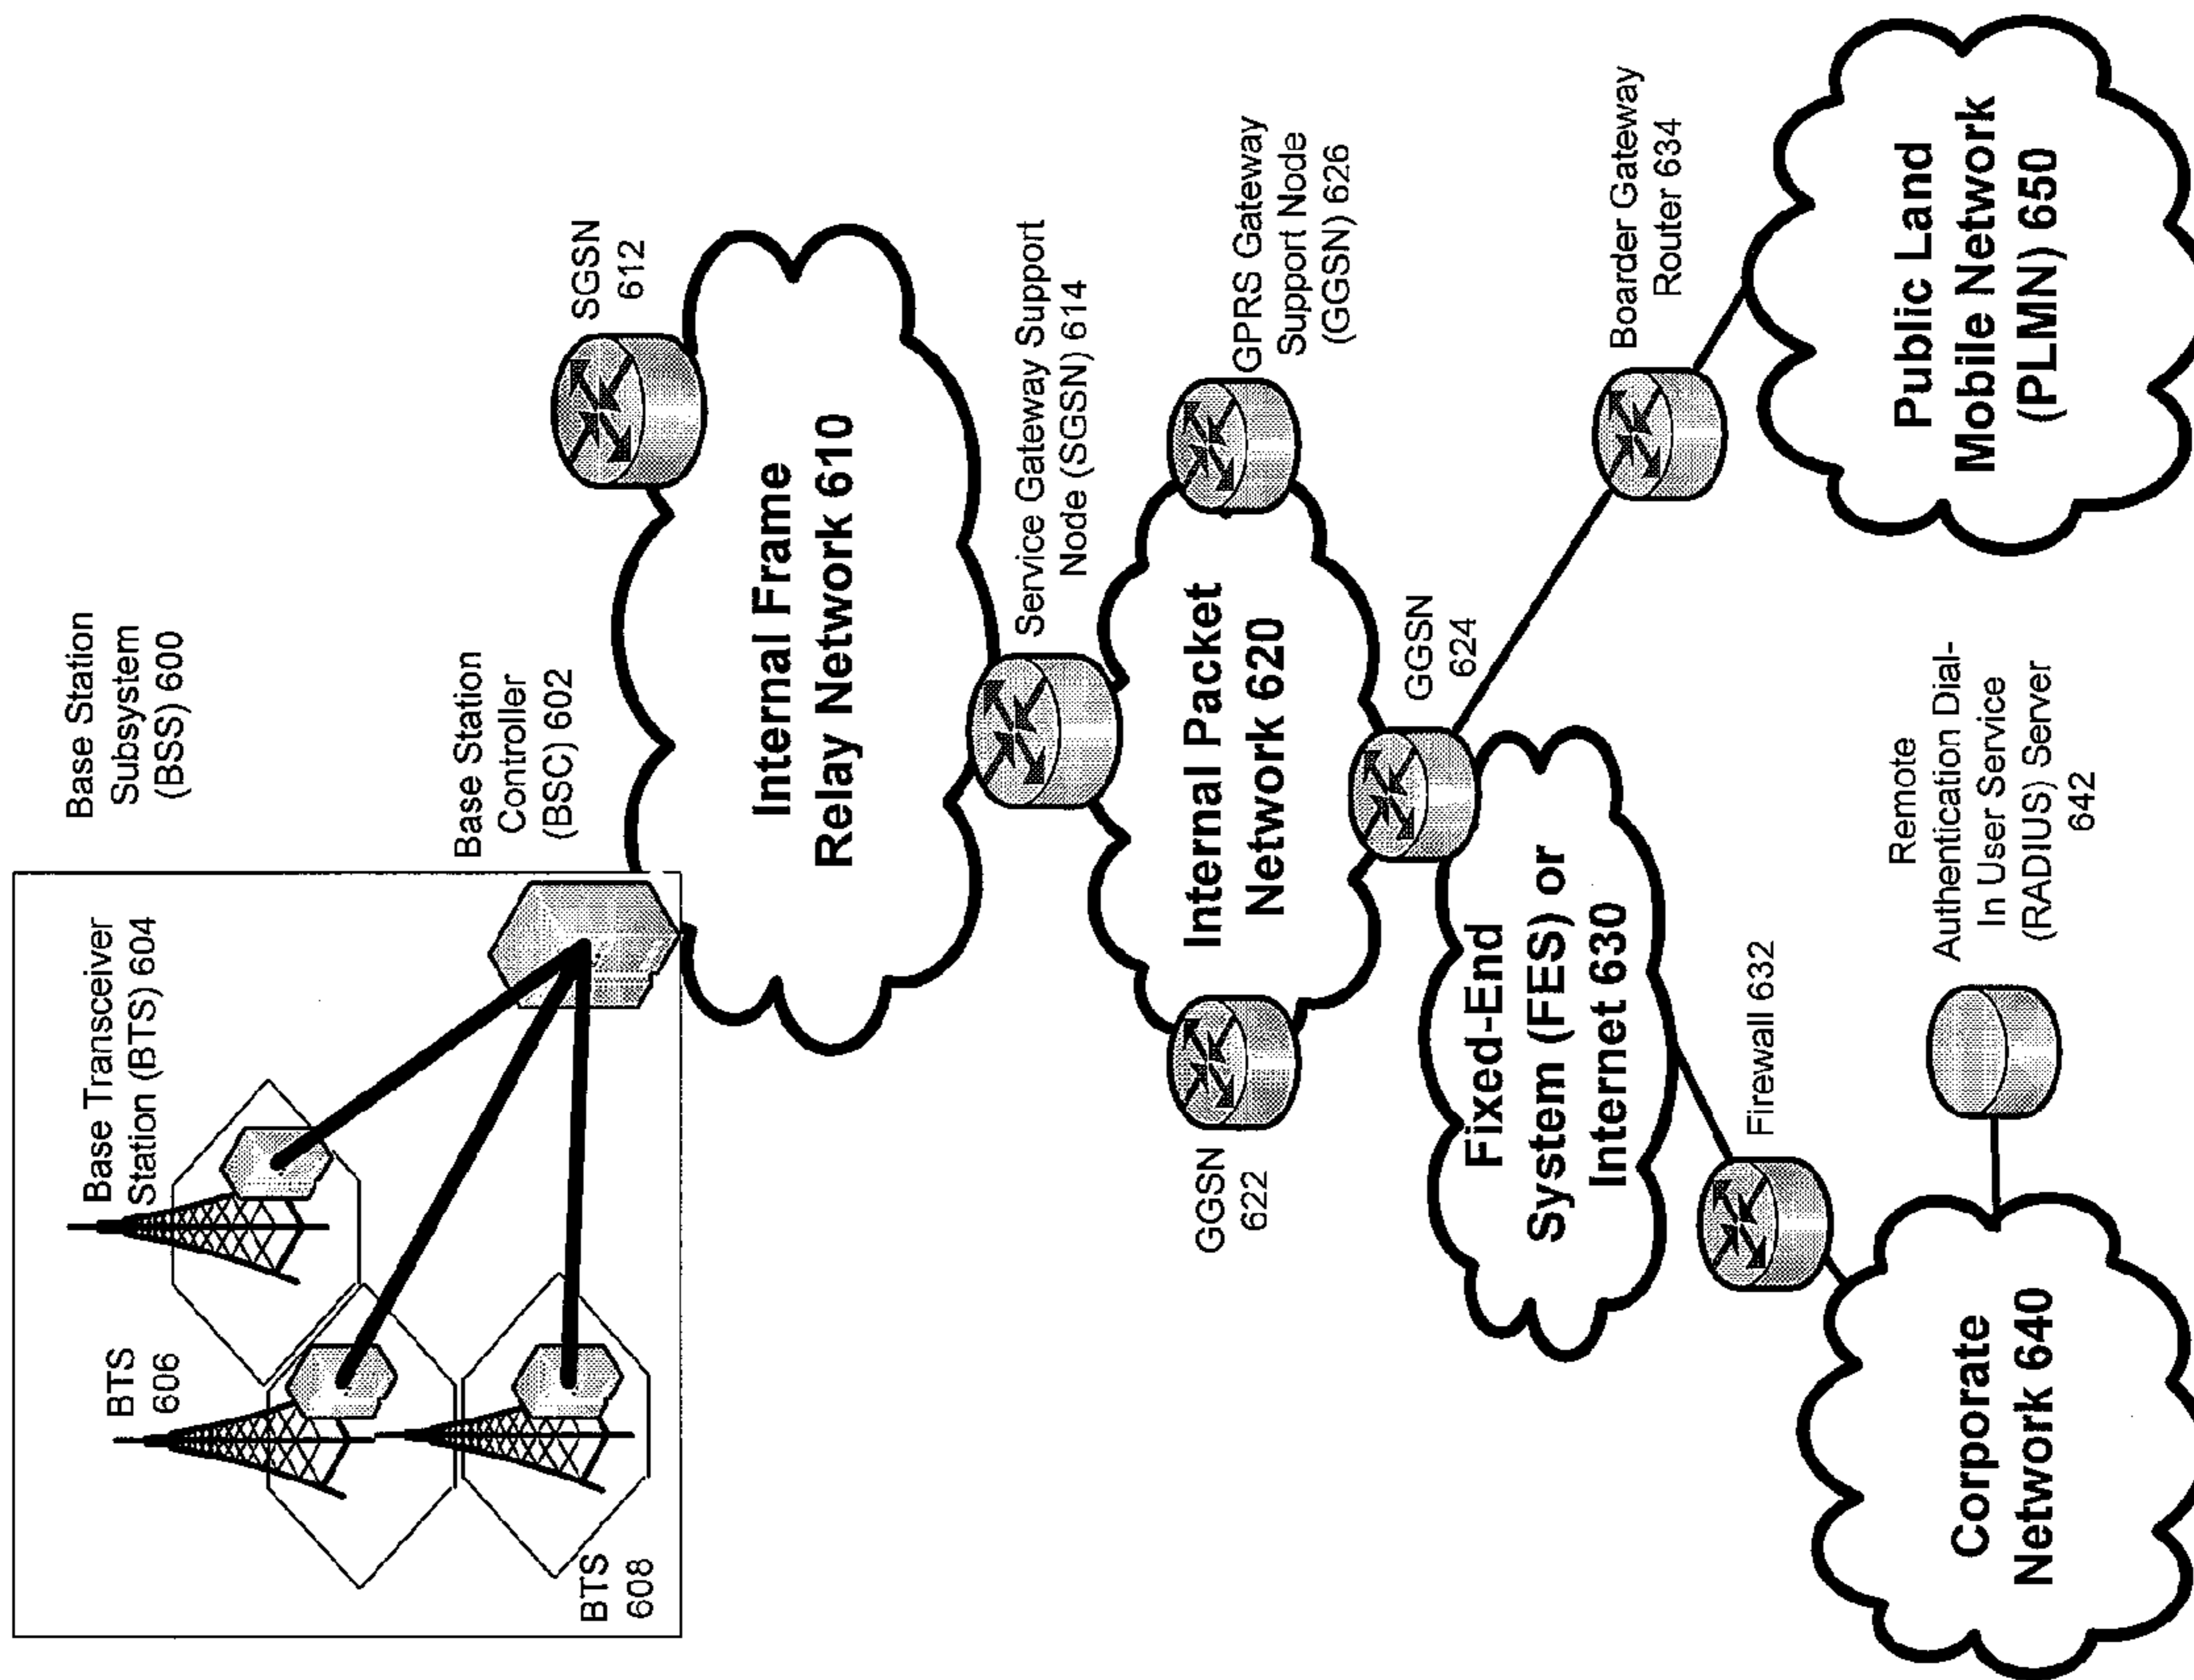 Base Station
Subsystem
(BSS) 600
Base Transceiver
Station (BTS) 604
BTS
606
BTS
608
Base Station
Controller
(BSC) 602
SGSN
612
Internal Frame
Relay Network 610
Service Gateway Support
Node (SGSN) 614
GPRS Gateway
Support Node
(GGSN) 626
Internal Packet
Network 620
GGSN
622
GGSN
624
Fixed-End
System (FES) or
Internet 630
Boarder Gateway
Router 634
Firewall 632
Public Land
Mobile Network
(PLMN) 650
Remote
Authentication Dial-
In User Service
(RADIUS) Server
642
Corporate
Network 640